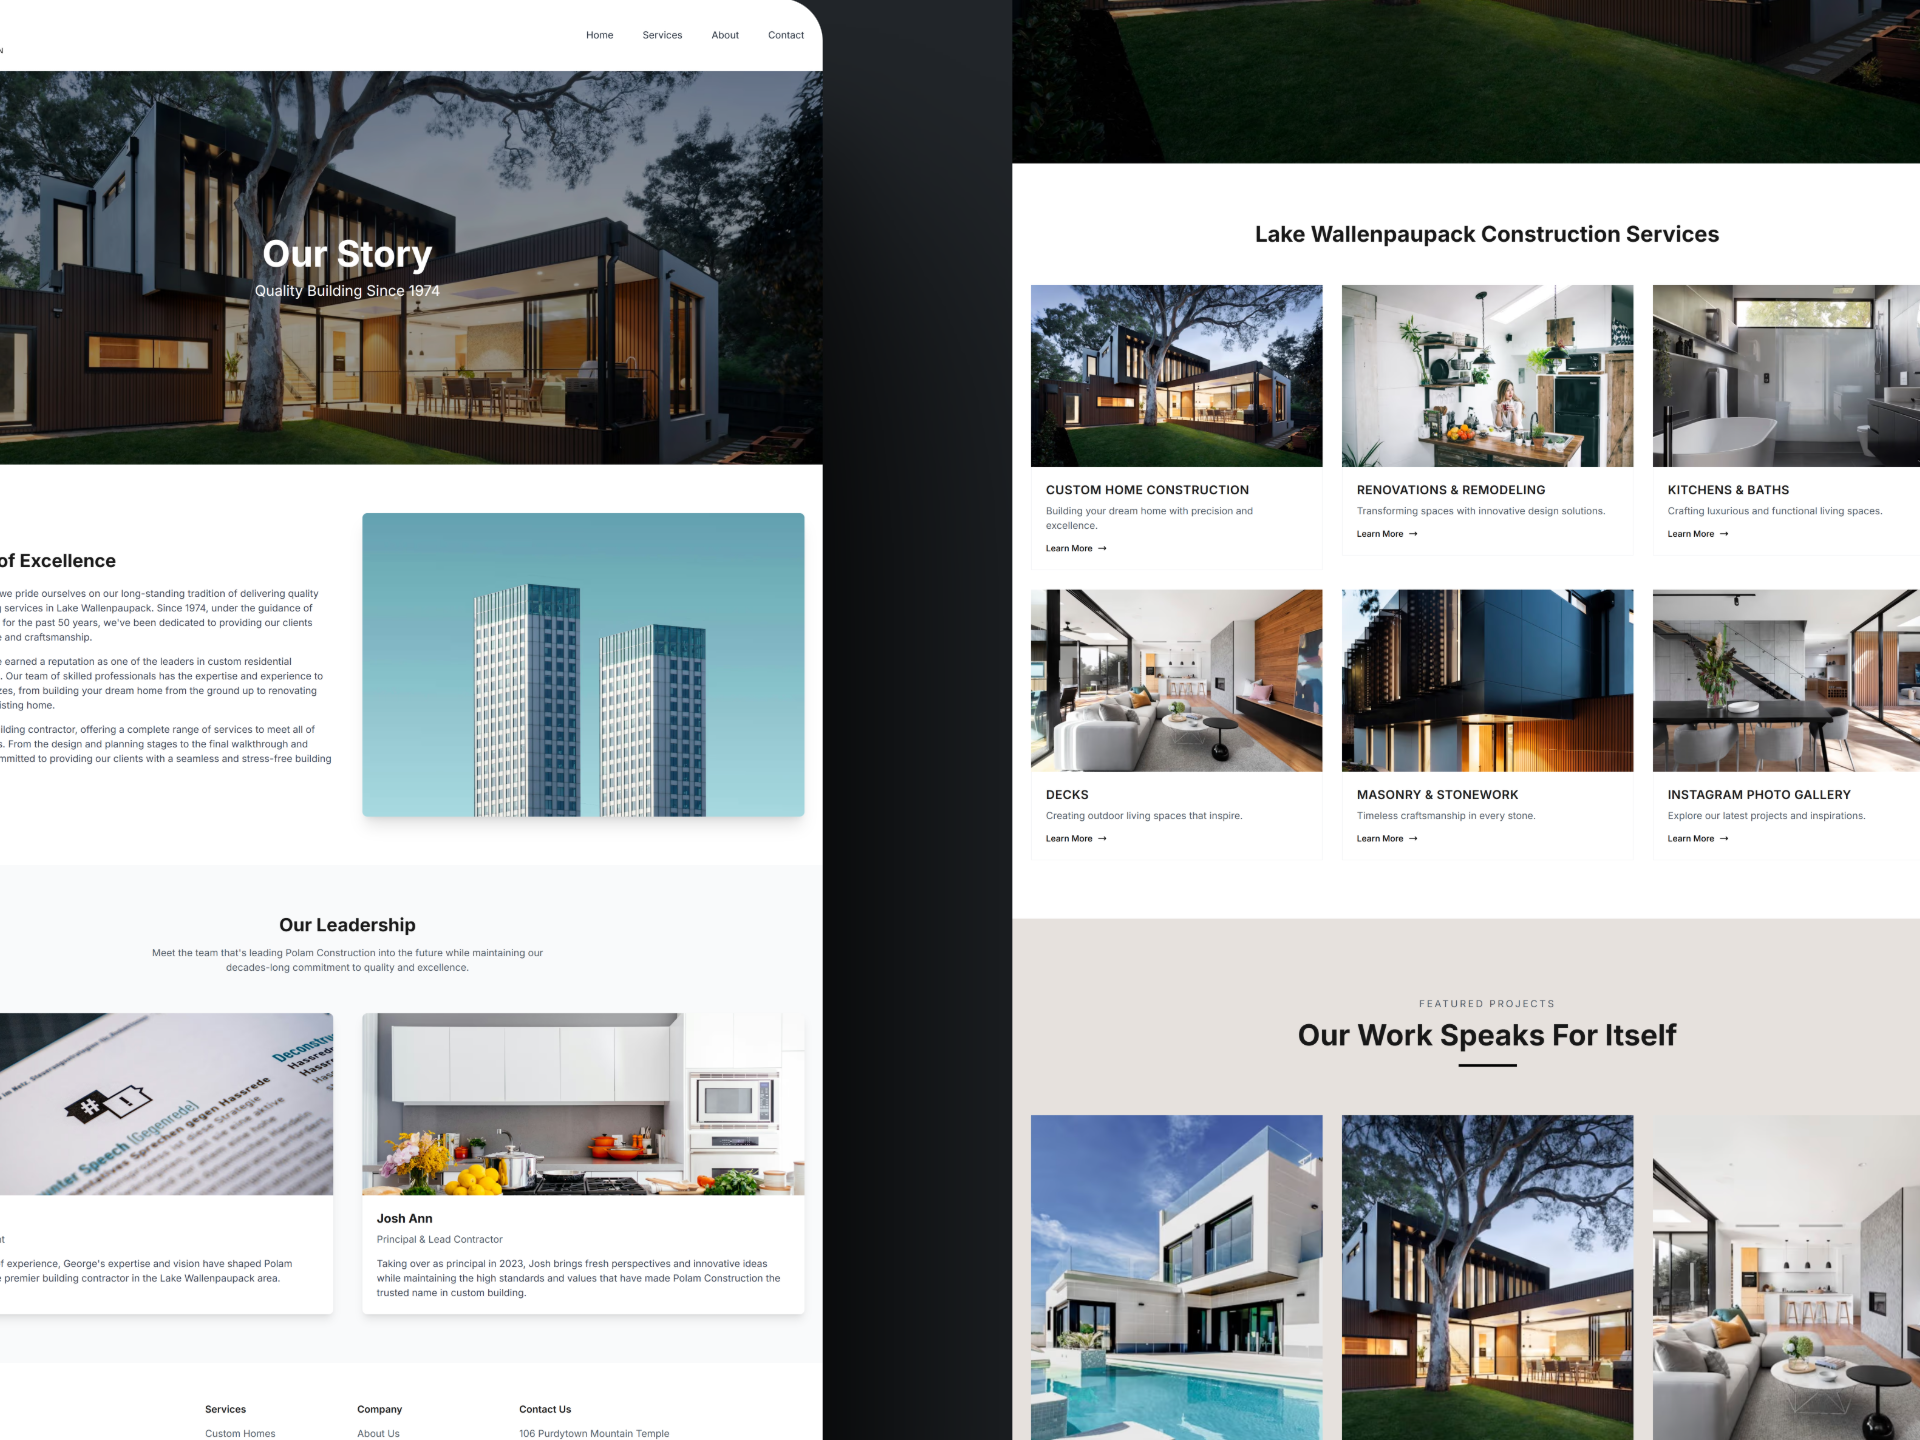 Home Services About Contact
N
Our Story
Quality Building Since 1974
of Excellence
we pride ourselves on our long-standing tradition of delivering quality
services in Lake Wallenpaupack. Since 1974, under the guidance of
for the past 50 years, we've been dedicated to providing our clients
and craftsmanship.
earned a reputation as one of the leaders in custom residential
. Our team of skilled professionals has the expertise and experience to
zes, from building your dream home from the ground up to renovating
isting home.
ilding contractor, offering a complete range of services to meet all of
s. From the design and planning stages to the final walkthrough and
mmitted to providing our clients with a seamless and stress-free building
Our Leadership
Meet the team that's leading Polam Construction into the future while maintaining our
decades-long commitment to quality and excellence.
Deconstru
Hassrede
unter Speech (Gegenrede)
Sprechen gegen Hassrede
f experience, George's expertise and vision have shaped Polam
premier building contractor in the Lake Wallenpaupack area.
Josh Ann
Principal & Lead Contractor
Taking over as principal in 2023, Josh brings fresh perspectives and innovative ideas
while maintaining the high standards and values that have made Polam Construction the
trusted name in custom building.
Services
Custom Homes
Company
About Us
Contact Us
106 Purdytown Mountain Temple
Lake Wallenpaupack Construction Services
CUSTOM HOME CONSTRUCTION
Building your dream home with precision and
excellence.
Learn More →
RENOVATIONS & REMODELING
Transforming spaces with innovative design solutions.
Learn More →
KITCHENS & BATHS
Crafting luxurious and functional living spaces.
Learn More →
DECKS
Creating outdoor living spaces that inspire.
Learn More →
MASONRY & STONEWORK
Timeless craftsmanship in every stone.
Learn More →
INSTAGRAM PHOTO GALLERY
Explore our latest projects and inspirations.
Learn More →
FEATURED PROJECTS
Our Work Speaks For Itself